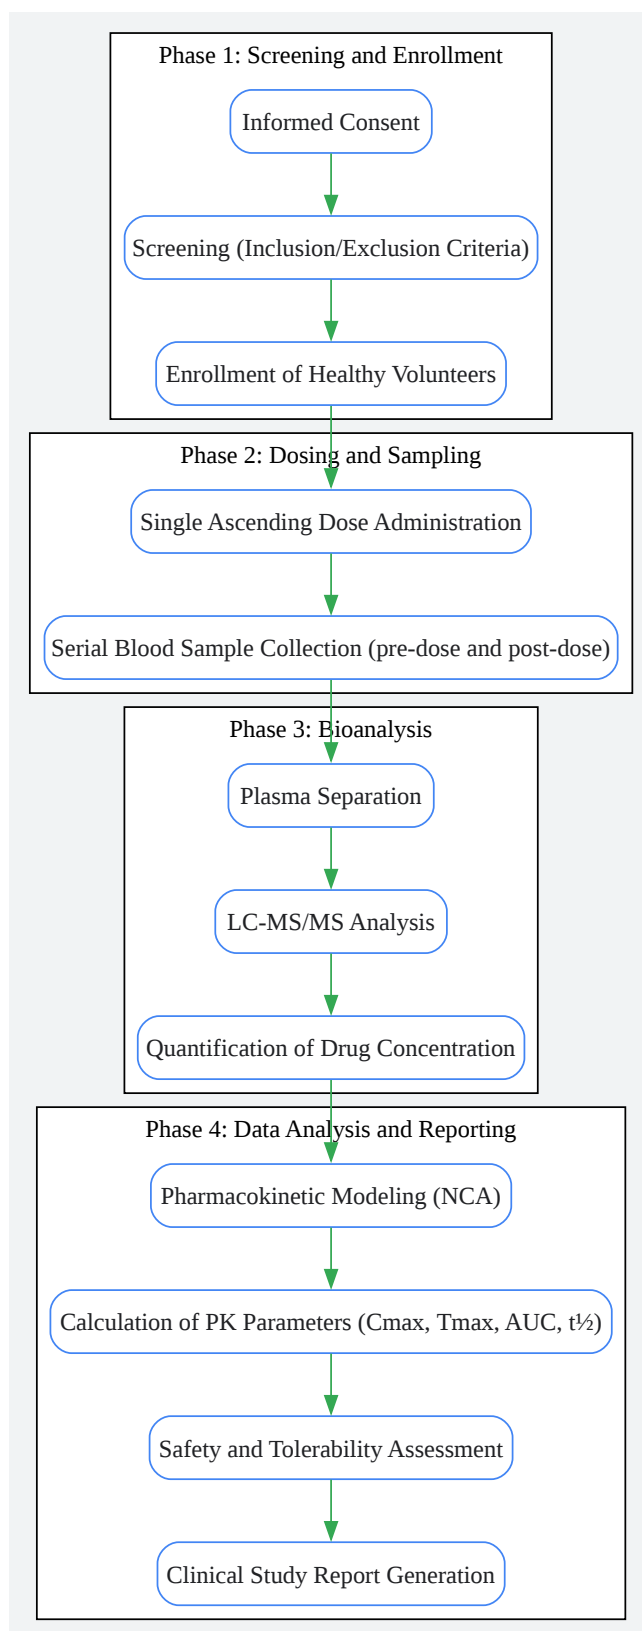 Phase 1: Screening and Enrollment
Informed Consent
Screening (Inclusion/Exclusion Criteria)
Enrollment of Healthy Volunteers
Phase 2: Dosing and Sampling
Single Ascending Dose Administration
Serial Blood Sample Collection (pre-dose and post-dose)
Phase 3: Bioanalysis
Plasma Separation
LC-MS/MS Analysis
Quantification of Drug Concentration
Phase 4: Data Analysis and Reporting
Pharmacokinetic Modeling (NCA)
Calculation of PK Parameters (Cmax, Tmax, AUC, t½)
Safety and Tolerability Assessment
Clinical Study Report Generation